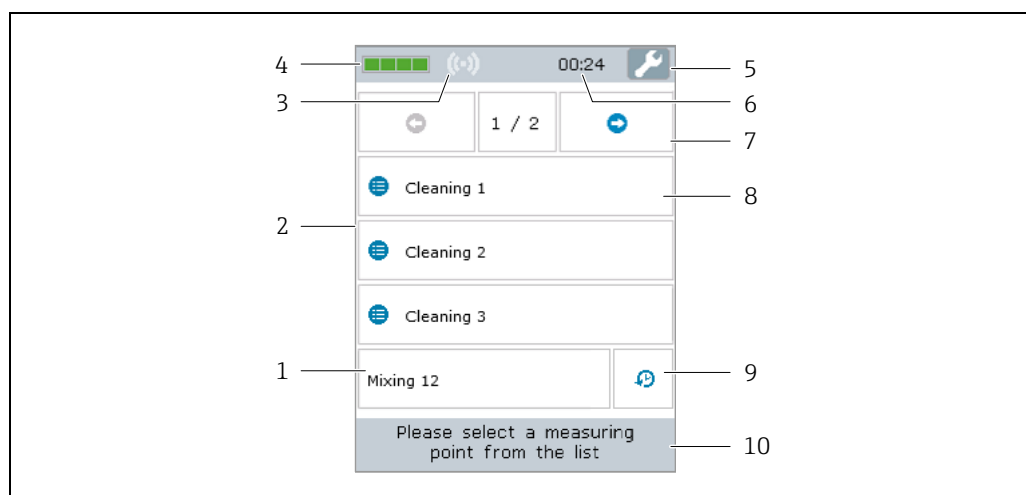 4
00:24
5
3
6
1 / 2
7
Cleaning 1
8
2
Cleaning 2
Cleaning 3
1
Mixing 12
9
Please select a measuring
point from the list
10